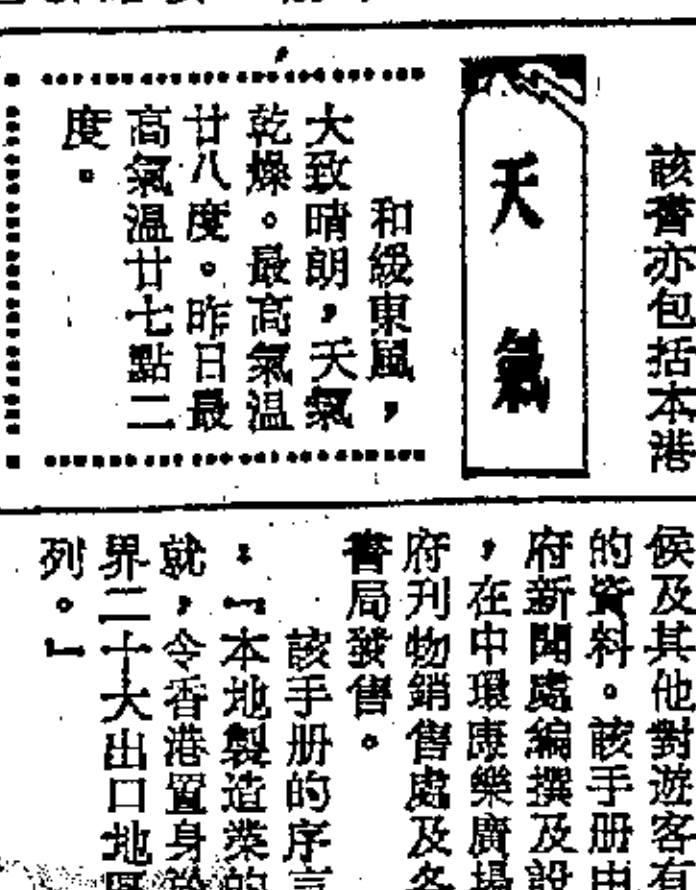 該書亦包括本港
天氣
和緩東風，
大致晴朗，天氣
乾燥。最高氣溫
廿八度。昨日最
高氣溫廿七點二
度。
侯及其他對遊客有
的資料。該手册由
府新聞處編撰及設
，在中環康樂廣場
府刊物銷售處及各
書局發售。
該手册的序言
：「本地製造業的
就，令香港置身於
界二十大出口地區
列。」